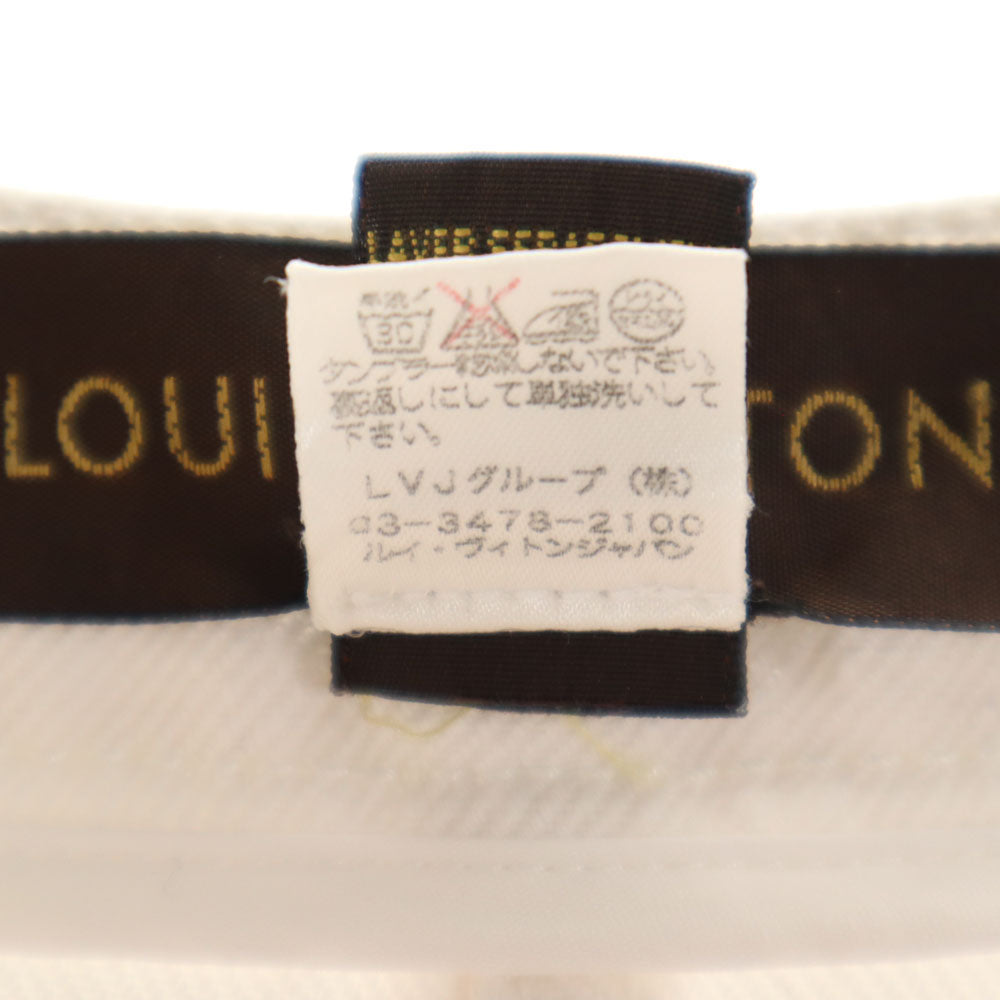 LOUI TON
弱洗イ
30
タンブラー乾燥しないで下さい。
裏返しにして単独洗いして
下さい。
LVJグループ（株）
03-3478-2100
ルイ・ヴィトンジャパン